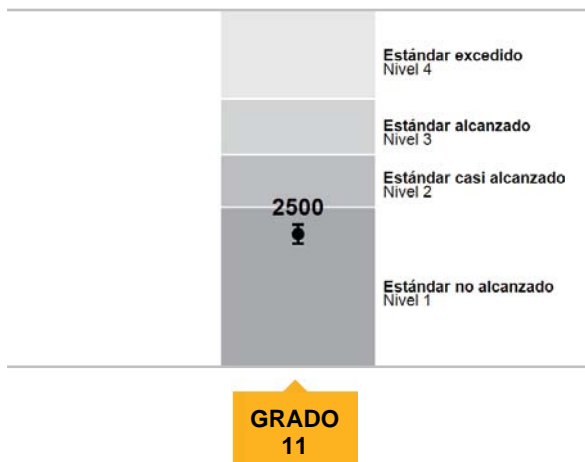 Estándar excedido
Nivel 4
Estándar alcanzado
Nivel 3
Estándar casi alcanzado
Nivel 2
2500
Estándar no alcanzado
Nivel 1
GRADO
11